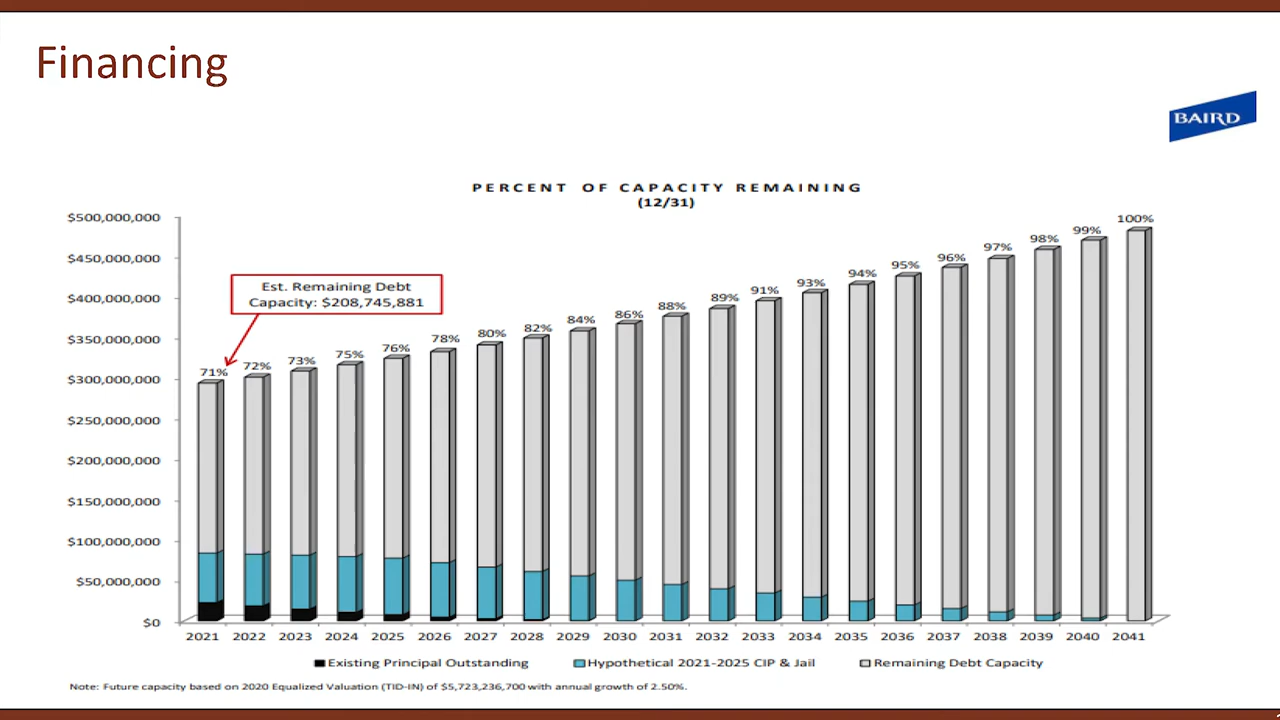 Financing
BAIRD
PERCENT OF CAPACITY REMAINING
(12/31)
$500,000,000
$450,000,000
$400,000,000
$350,000,000
$300,000,000
$250,000,000
$200,000,000
$150,000,000
$100,000,000
$50,000,000
$0
Est. Remaining Debt
Capacity: $208,745,881
71% 72% 73% 75% 76% 78% 80% 82% 84% 86% 88% 89% 91% 93% 94% 95% 96% 97% 98% 99% 100%
2021 2022 2023 2024 2025 2026 2027 2028 2029 2030 2031 2032 2033 2034 2035 2036 2037 2038 2039 2040 2041
Existing Principal Outstanding Hypothetical 2021-2025 CIP & Jail Remaining Debt Capacity
Note: Future capacity based on 2020 Equalized Valuation (TID-IN) of $5,723,236,700 with annual growth of 2.50%.